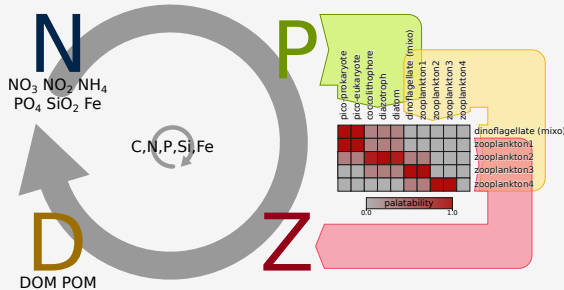 N
NO3 NO2 NH4
PO4 SiO2 Fe
P
C,N,P,Si,Fe
D
DOM POM
Z
pico-prokaryote
pico-eukaryote
coccolithophore
diazotroph
diatom
dinoflagellate (mixo)
zooplankton1
zooplankton2
zooplankton3
zooplankton4
dinoflagellate (mixo)
zooplankton1
zooplankton2
zooplankton3
zooplankton4
palatability
0.0 1.0